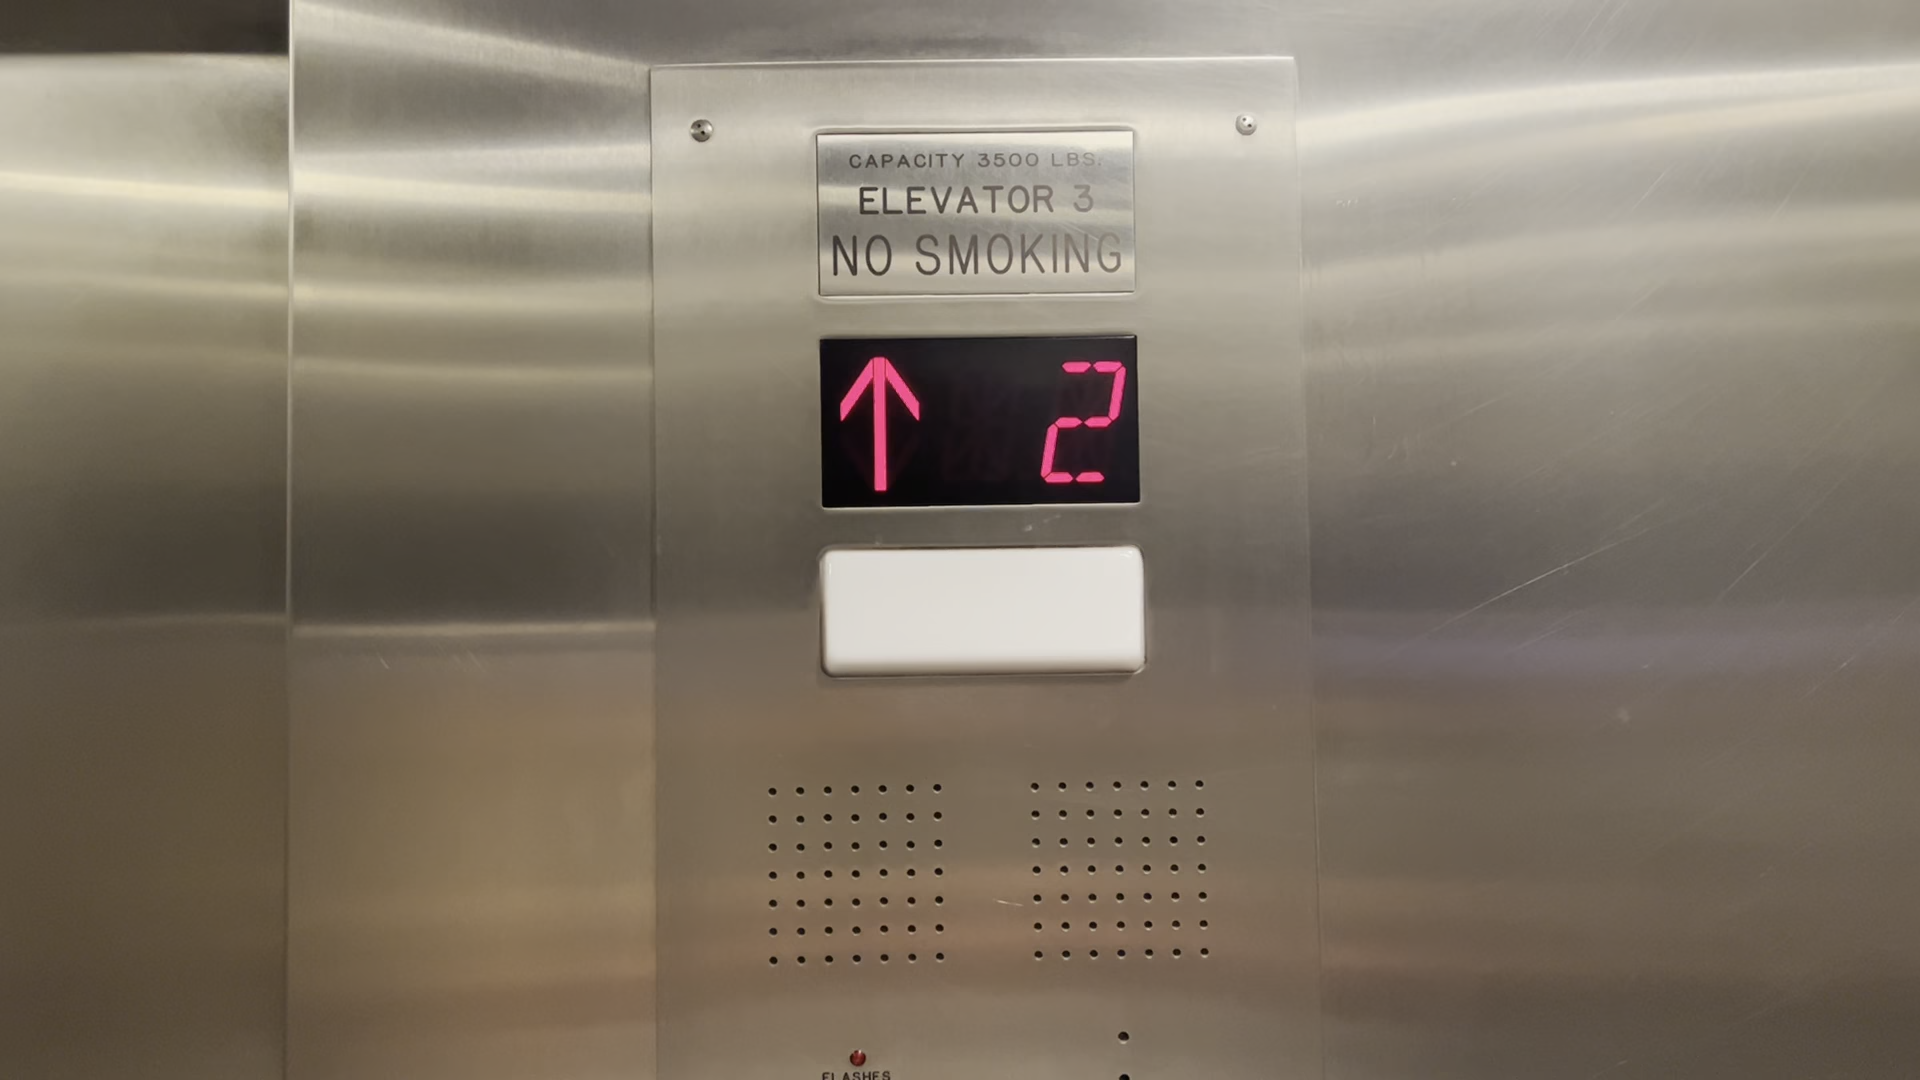 CAPACITY 3500 LBS.
ELEVATOR 3
NO SMOKING
↑ 2
FLASHES